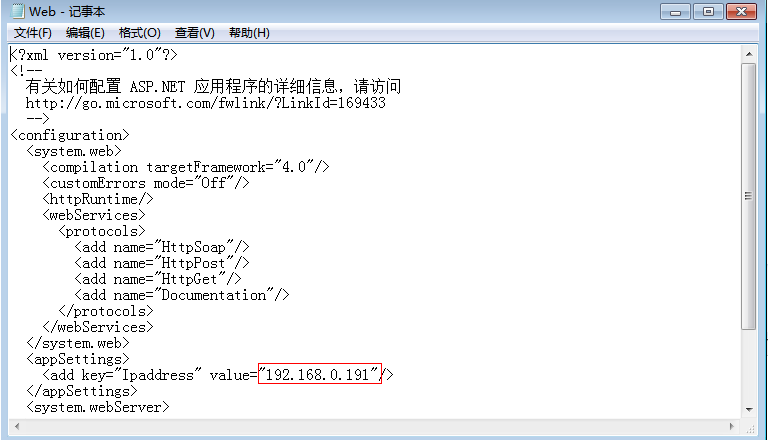 Web - 记事本
文件(F) 编辑(E) 格式(O) 查看(V) 帮助(H)
<?xml version="1.0"?>
<!--
  有关如何配置 ASP.NET 应用程序的详细信息，请访问
  http://go.microsoft.com/fwlink/?LinkId=169433
  -->
<configuration>
  <system.web>
    <compilation targetFramework="4.0"/>
    <customErrors mode="Off"/>
    <httpRuntime/>
    <webServices>
      <protocols>
        <add name="HttpSoap"/>
        <add name="HttpPost"/>
        <add name="HttpGet"/>
        <add name="Documentation"/>
      </protocols>
    </webServices>
  </system.web>
  <appSettings>
    <add key="Ipaddress" value="192.168.0.191"/>
  </appSettings>
  <system.webServer>